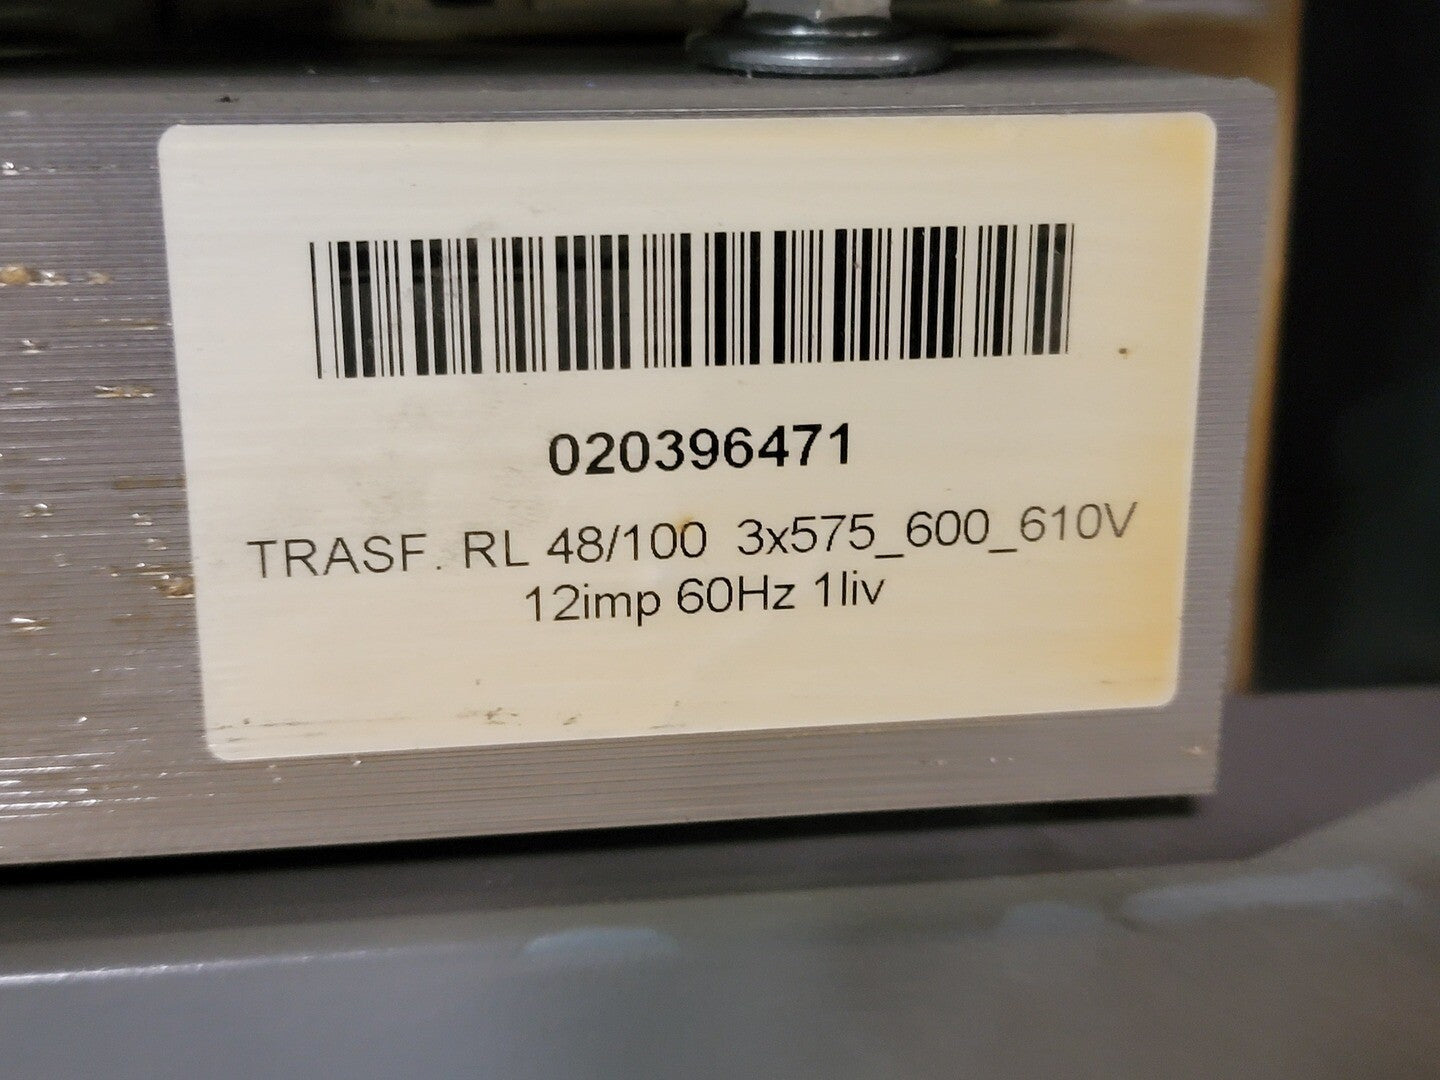 020396471
TRASF. RL 48/100 3x575_600_610V
12imp 60Hz 1liv